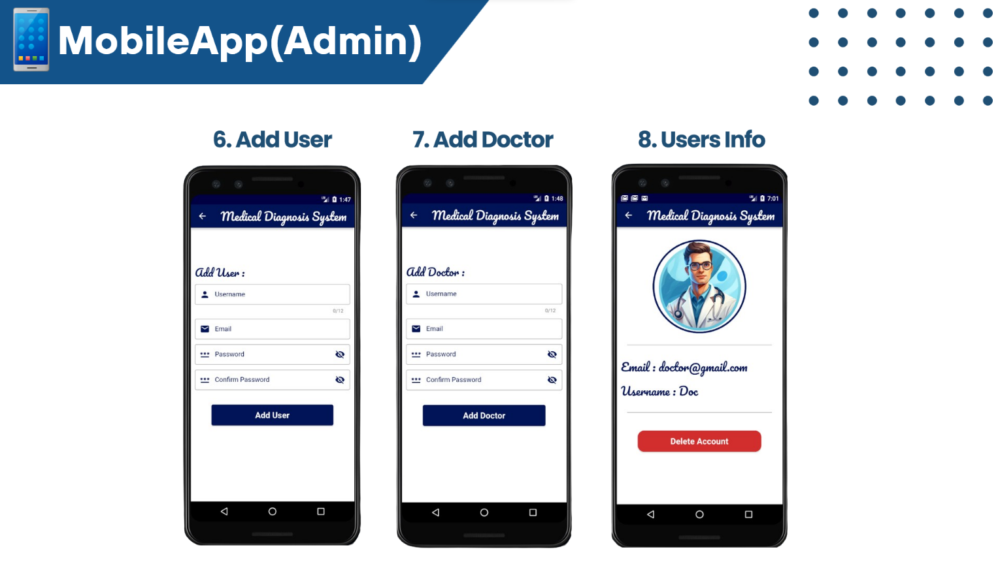 MobileApp(Admin)
6. Add User
7. Add Doctor
8. Users Info
1:47
Medical Diagnosis System
Add User :
Username
0/12
Email
Password
Confirm Password
Add User
1:48
Medical Diagnosis System
Add Doctor :
Username
0/12
Email
Password
Confirm Password
Add Doctor
7:01
Medical Diagnosis System
Email : doctor@gmail.com
Username : Doc
Delete Account